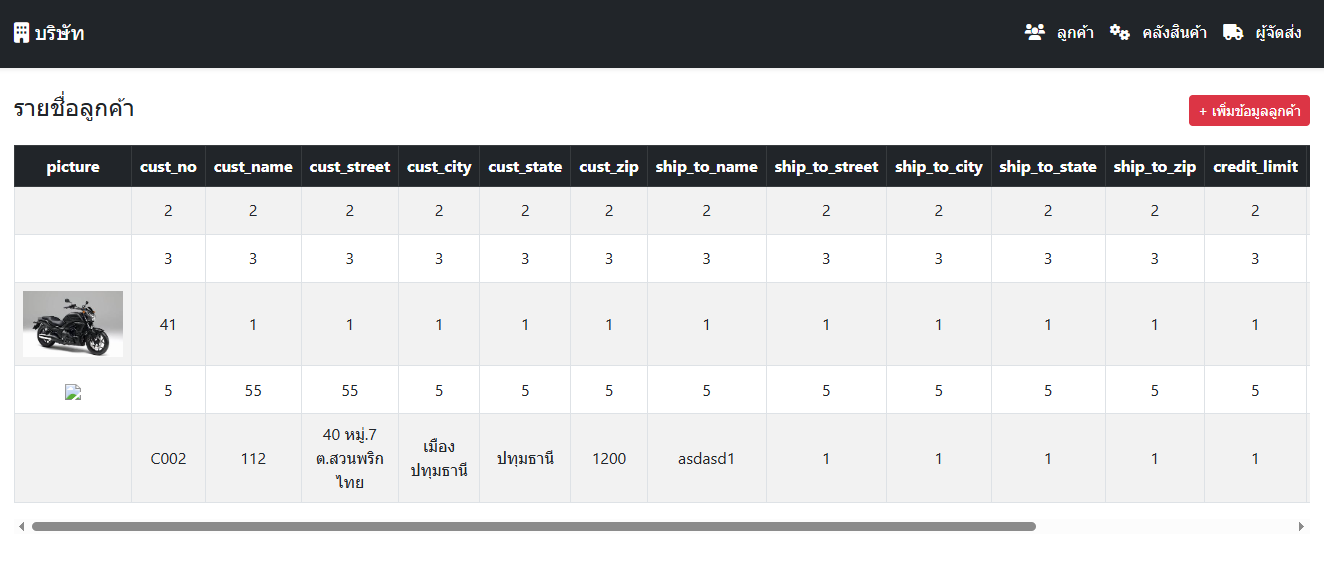 บริษัท ลูกค้า คลังสินค้า ผู้จัดส่ง
รายชื่อลูกค้า + เพิ่มข้อมูลลูกค้า
picture cust_no cust_name cust_street cust_city cust_state cust_zip ship_to_name ship_to_street ship_to_city ship_to_state ship_to_zip credit_limit
2 2 2 2 2 2 2 2 2 2 2 2
3 3 3 3 3 3 3 3 3 3 3 3
41 1 1 1 1 1 1 1 1 1 1 1
5 55 55 5 5 5 5 5 5 5 5 5
C002 112 40 หมู่.7
ต.สวนพริก
ไทย เมือง
ปทุมธานี ปทุมธานี 1200 asdasd1 1 1 1 1 1